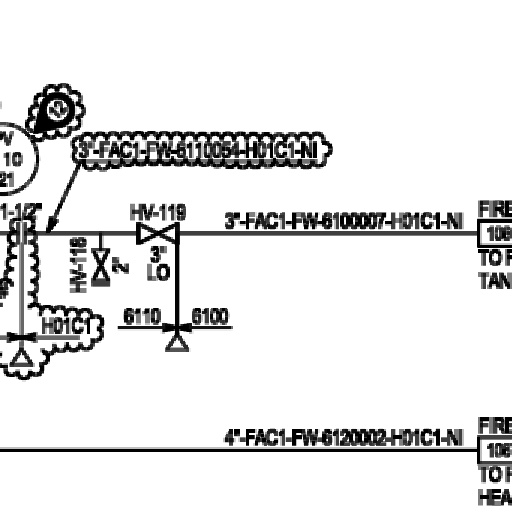 3"-FAC1-FW-6110054-H01C1-NI
10
21
1-1/2"
HV-119
3"-FAC1-FW-6100007-H01C1-NI
FIRE
HV-118
2"
3"
LO
TO F
TAN
6110
6100
H01C1
4"-FAC1-FW-6120002-H01C1-NI
FIRE
TO F
HEA